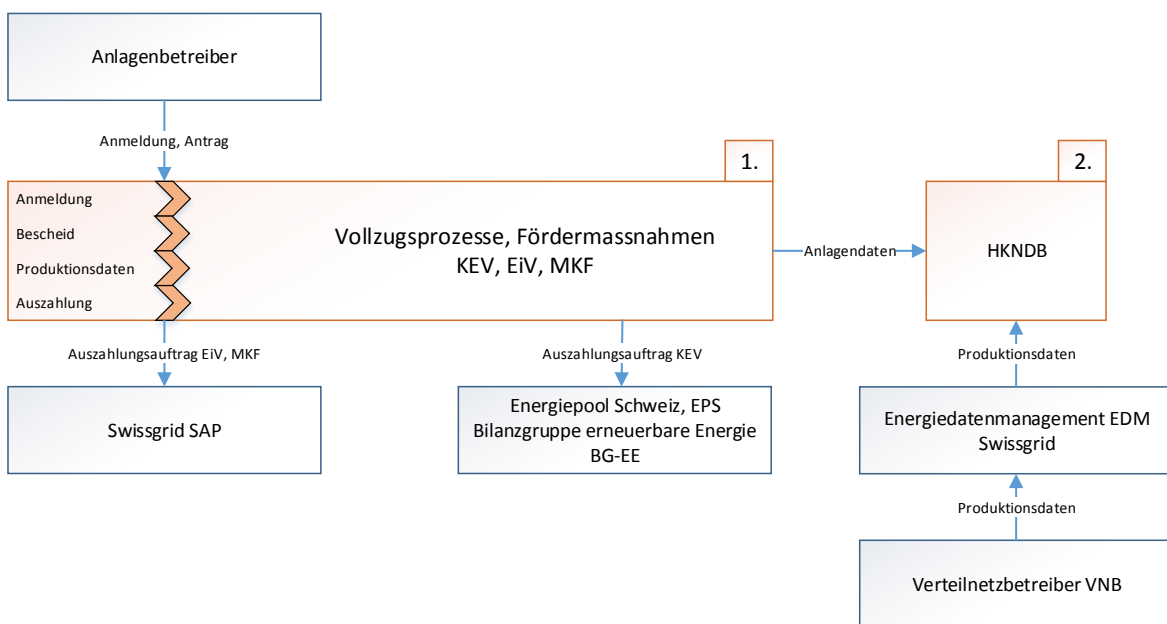 Anlagenbetreiber
Anmeldung, Antrag
1.
2.
Anmeldung
Bescheid
Produktionsdaten
Auszahlung
Vollzugsprozesse, Fördermassnahmen
KEV, EiV, MKF
Anlagendaten
HKNDB
Auszahlungsauftrag EiV, MKF
Auszahlungsauftrag KEV
Produktionsdaten
Swissgrid SAP
Energiepool Schweiz, EPS
Bilanzgruppe erneuerbare Energie
BG-EE
Energiedatenmanagement EDM
Swissgrid
Produktionsdaten
Verteilnetzbetreiber VNB